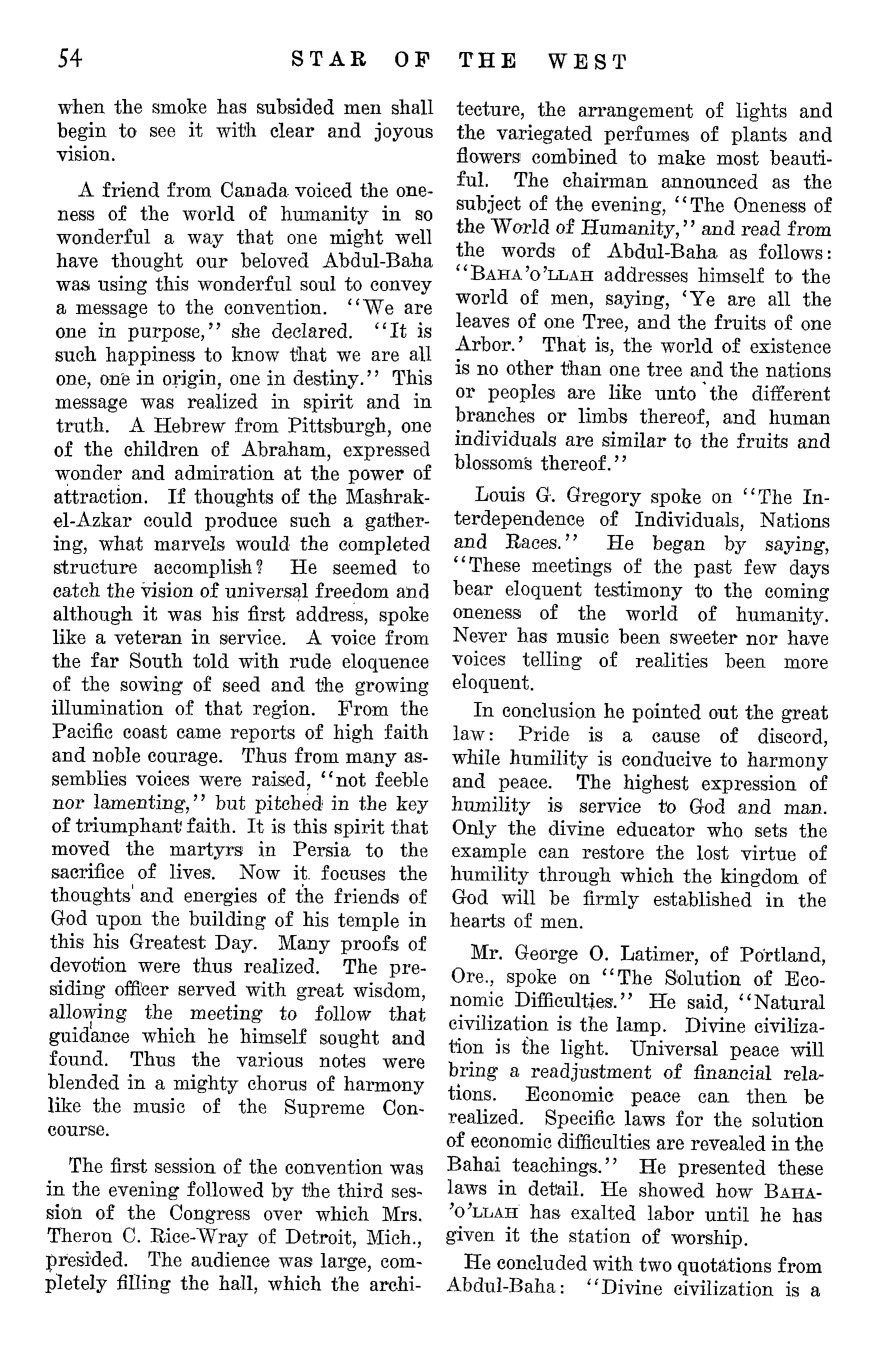 54 STAR OF THE WEST
when the smoke has subsided men shall
begin to see it with clear and joyous
vision.
A friend from Canada voiced the one-
ness of the world of humanity in so
wonderful a way that one might well
have thought our beloved Abdul-Baha
was using this wonderful soul to convey
a message to the convention. "We are
one in purpose," she declared. "It is
such happiness to know that we are all
one, one in origin, one in destiny." This
message was realized in spirit and in
truth. A Hebrew from Pittsburgh, one
of the children of Abraham, expressed
wonder and admiration at the power of
attraction. If thoughts of the Mashrak-
el-Azkar could produce such a gather-
ing, what marvels would the completed
structure accomplish? He seemed to
catch the vision of universal freedom and
although it was his first address, spoke
like a veteran in service. A voice from
the far South told with rude eloquence
of the sowing of seed and the growing
illumination of that region. From the
Pacific coast came reports of high faith
and noble courage. Thus from many as-
semblies voices were raised, "not feeble
nor lamenting," but pitched in the key
of triumphant faith. It is this spirit that
moved the martyrs in Persia to the
sacrifice of lives. Now it focuses the
thoughts and energies of the friends of
God upon the building of his temple in
this his Greatest Day. Many proofs of
devotion were thus realized. The pre-
siding officer served with great wisdom,
allowing the meeting to follow that
guidance which he himself sought and
found. Thus the various notes were
blended in a mighty chorus of harmony
like the music of the Supreme Con-
course.
The first session of the convention was
in the evening followed by the third ses-
sion of the Congress over which Mrs.
Theron C. Rice-Wray of Detroit, Mich.,
presided. The audience was large, com-
pletely filling the hall, which the archi-
tecture, the arrangement of lights and
the variegated perfumes of plants and
flowers combined to make most beauti-
ful. The chairman announced as the
subject of the evening, "The Oneness of
the World of Humanity," and read from
the words of Abdul-Baha as follows:
"BAHA'O'LLAH addresses himself to the
world of men, saying, 'Ye are all the
leaves of one Tree, and the fruits of one
Arbor.' That is, the world of existence
is no other than one tree and the nations
or peoples are like unto the different
branches or limbs thereof, and human
individuals are similar to the fruits and
blossoms thereof."
Louis G. Gregory spoke on "The In-
terdependence of Individuals, Nations
and Races." He began by saying,
"These meetings of the past few days
bear eloquent testimony to the coming
oneness of the world of humanity.
Never has music been sweeter nor have
voices telling of realities been more
eloquent.
In conclusion he pointed out the great
law: Pride is a cause of discord,
while humility is conducive to harmony
and peace. The highest expression of
humility is service to God and man.
Only the divine educator who sets the
example can restore the lost virtue of
humility through which the kingdom of
God will be firmly established in the
hearts of men.
Mr. George O. Latimer, of Portland,
Ore., spoke on "The Solution of Eco-
nomic Difficulties." He said, "Natural
civilization is the lamp. Divine civiliza-
tion is the light. Universal peace will
bring a readjustment of financial rela-
tions. Economic peace can then be
realized. Specific laws for the solution
of economic difficulties are revealed in the
Bahai teachings." He presented these
laws in detail. He showed how BAHA-
'O'LLAH has exalted labor until he has
given it the station of worship.
He concluded with two quotations from
Abdul-Baha: "Divine civilization is a